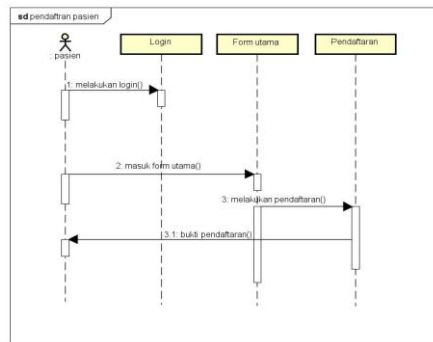 sd pendaftran pasien
: pasien
Login
Form utama
Pendaftaran
1: melakukan login()
2: masuk form utama()
3: melakukan pendaftaran()
3.1: bukti pendaftaran()